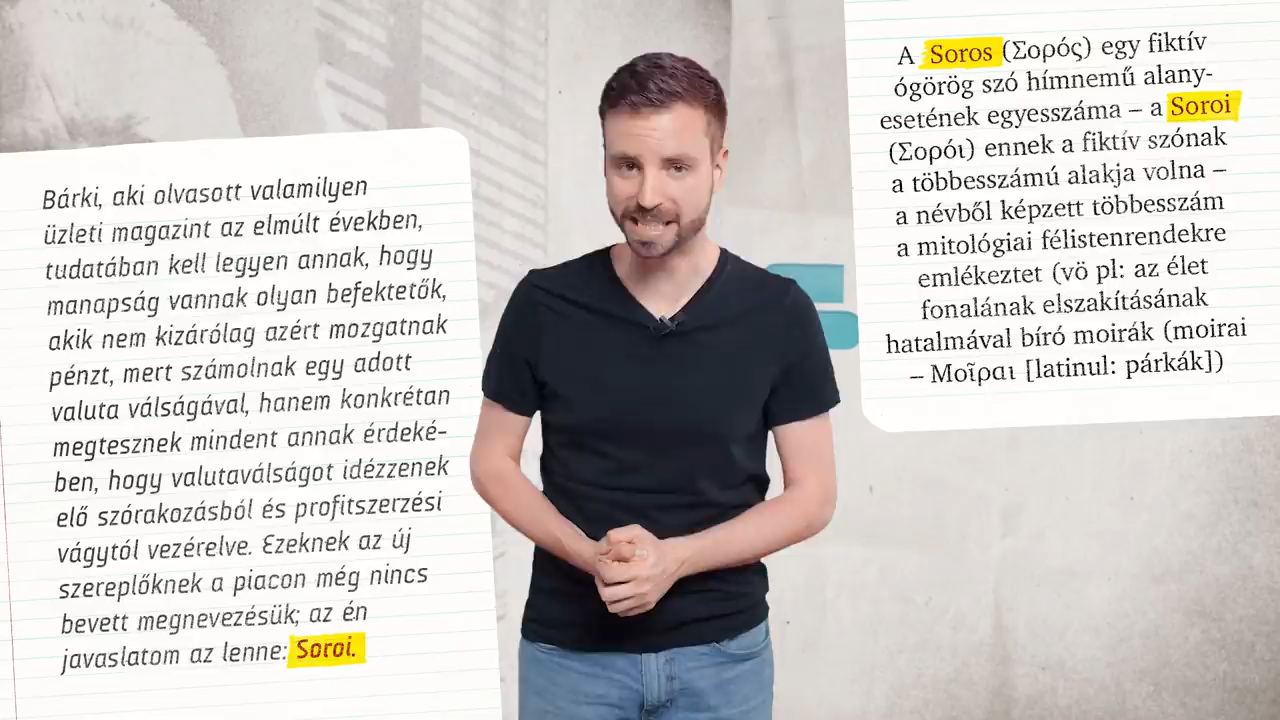 Bárki, aki olvasott valamilyen
üzleti magazint az elmúlt években,
tudatában kell legyen annak, hogy
manapság vannak olyan befektetők,
akik nem kizárólag azért mozgatnak
pénzt, mert számolnak egy adott
valuta válságával, hanem konkrétan
megtesznek mindent annak érdeké-
ben, hogy valutaválságot idézzenek
elő szórakozásból és profitszerzési
vágytól vezérelve. Ezeknek az új
szereplőknek a piacon még nincs
bevett megnevezésük; az én
javaslatom az lenne: Soroi.
A Soros (Σορός) egy fiktív
ógörög szó hímnemű alany-
esetének egyesszáma – a Soroi
(Σορόι) ennek a fiktív szónak
a többesszámú alakja volna –
a névből képzett többesszám
a mitológiai félistenrendekre
emlékeztet (vö pl: az élet
fonalának elszakításának
hatalmával bíró moirák (moirai
– Μοῖραι [latinul: párkák])